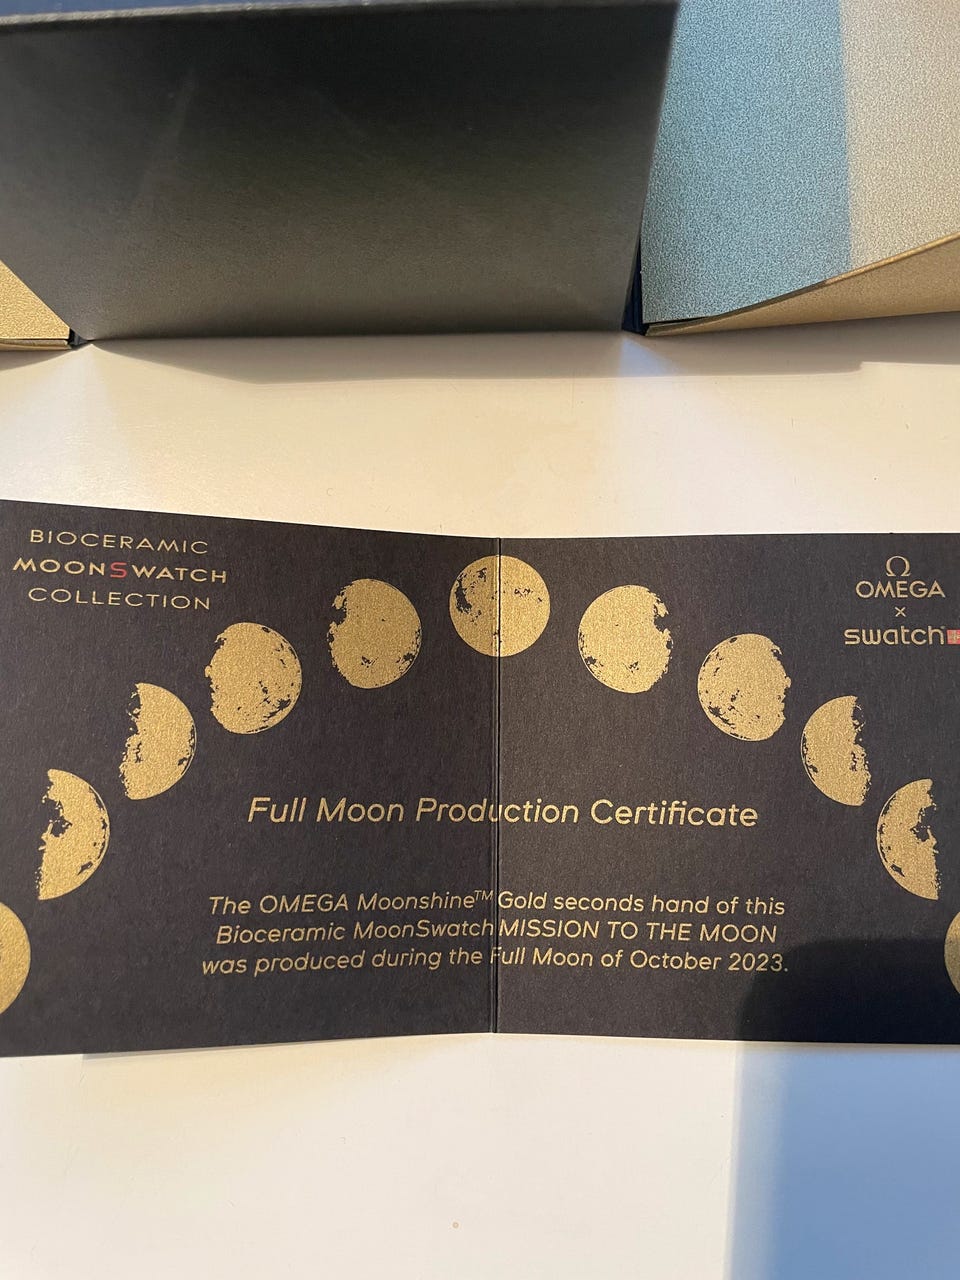 BIOCERAMIC
MOONSWATCH
COLLECTION
Ω
OMEGA
×
swatch
Full Moon Production Certificate
The OMEGA Moonshine™ Gold seconds hand of this
Bioceramic MoonSwatch MISSION TO THE MOON
was produced during the Full Moon of October 2023.